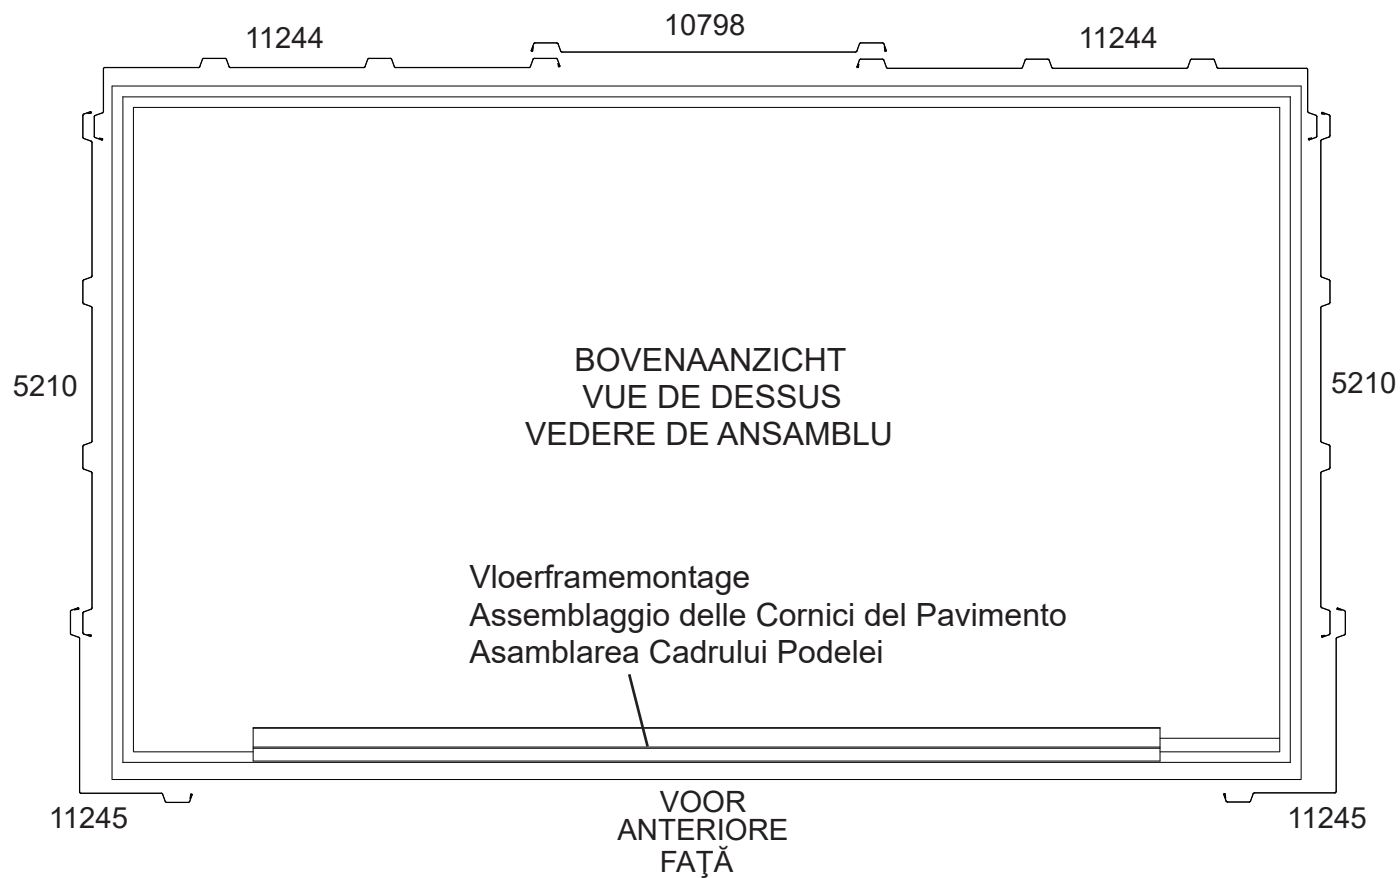 10798
11244
11244
BOVENAANZICHT
VUE DE DESSUS
VEDERE DE ANSAMBLU
5210
5210
Vloerframemontage
Assemblaggio delle Cornici del Pavimento
Asamblarea Cadrului Podelei
VOOR
ANTERIORE
FAŢĂ
11245
11245